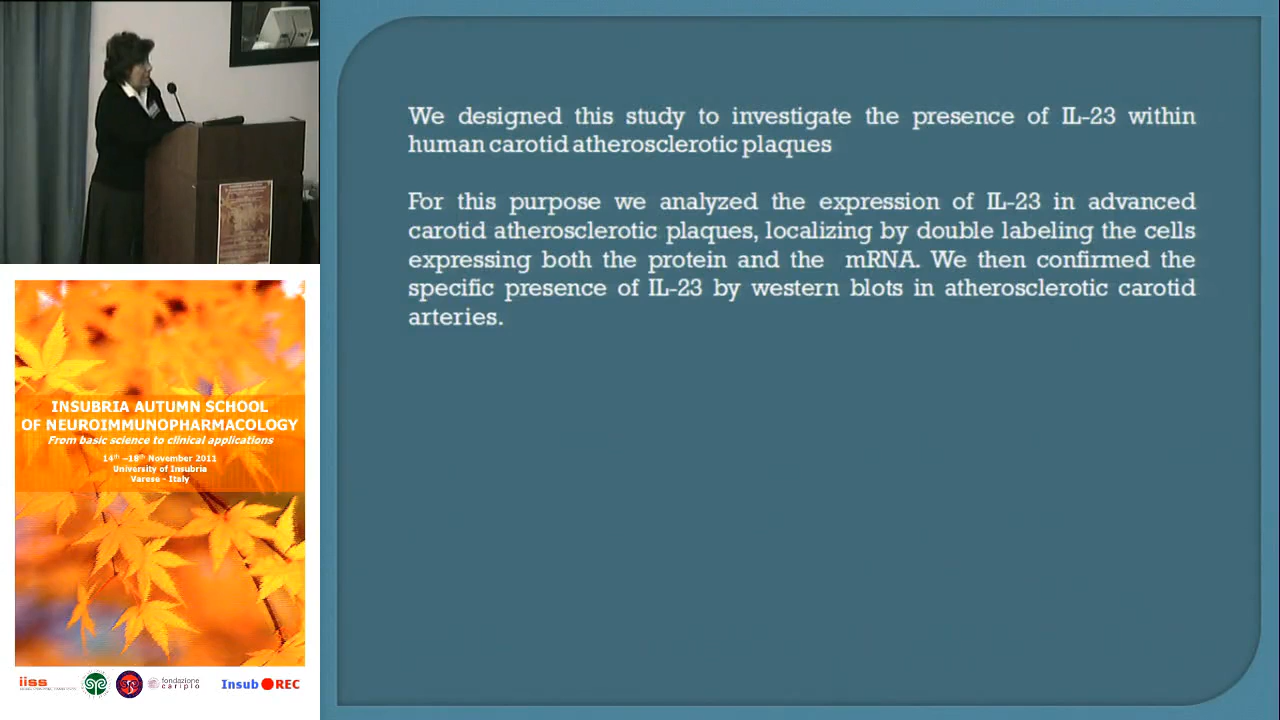 We designed this study to investigate the presence of IL-23 within
human carotid atherosclerotic plaques
For this purpose we analyzed the expression of IL-23 in advanced
carotid atherosclerotic plaques, localizing by double labeling the cells
expressing both the protein and the mRNA. We then confirmed the
specific presence of IL-23 by western blots in atherosclerotic carotid
arteries.
INSUBRIA AUTUMN SCHOOL
OF NEUROIMMUNOPHARMACOLOGY
From basic science to clinical applications
14th –18th November 2011
University of Insubria
Varese - Italy
iiss
fondazione
cariplo
Insub REC